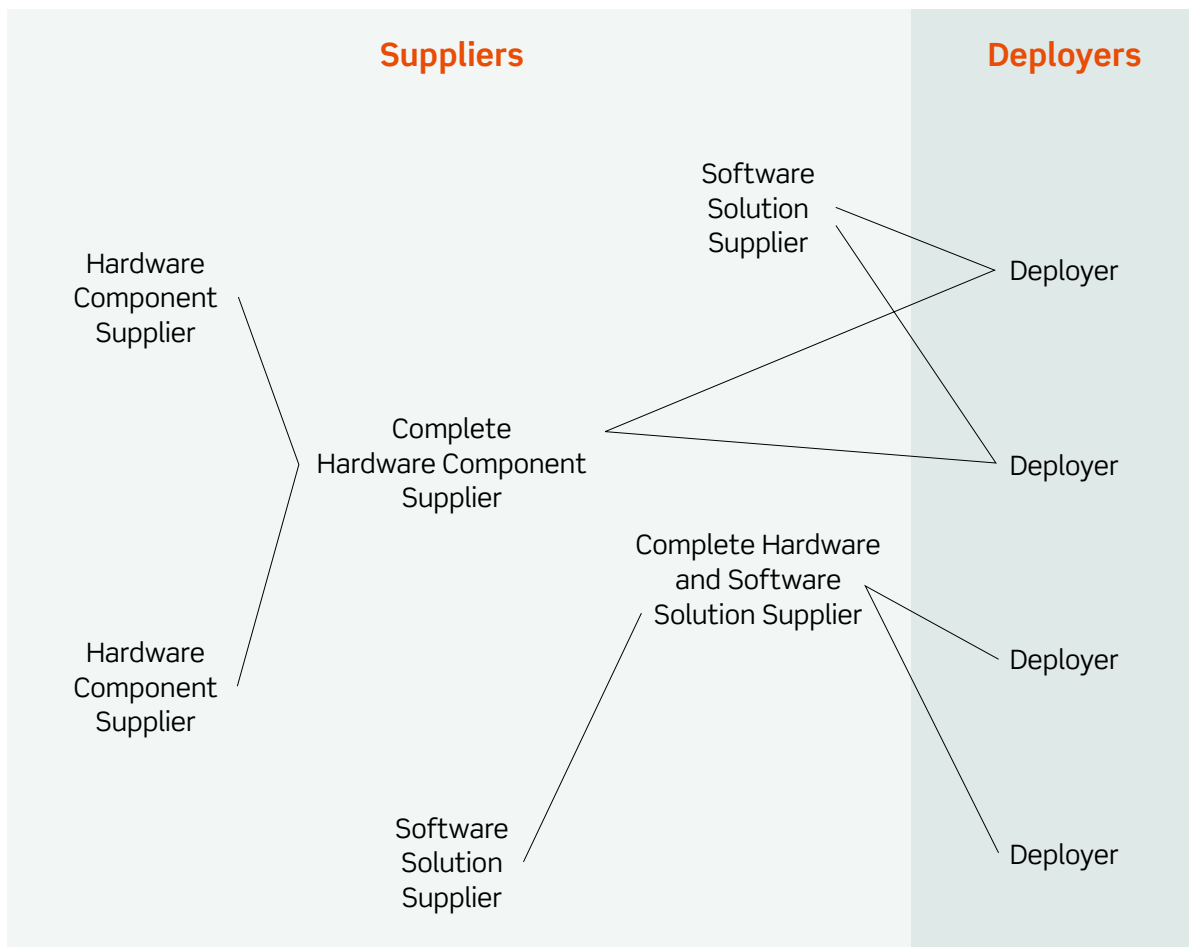 Suppliers
Deployers
Software
Solution
Supplier
Hardware
Component
Supplier
Deployer
Complete
Hardware Component
Supplier
Deployer
Complete Hardware
and Software
Solution Supplier
Hardware
Component
Supplier
Deployer
Software
Solution
Supplier
Deployer